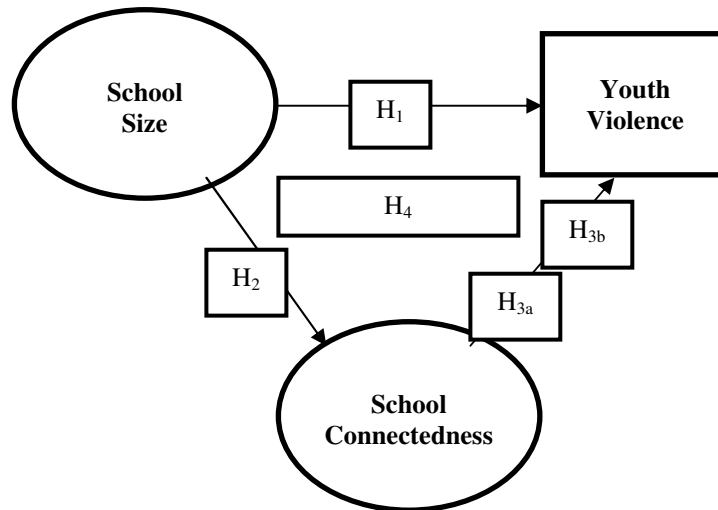 School
Size
H₁
Youth
Violence
H₄
H₃b
H₂
H₃a
School
Connectedness